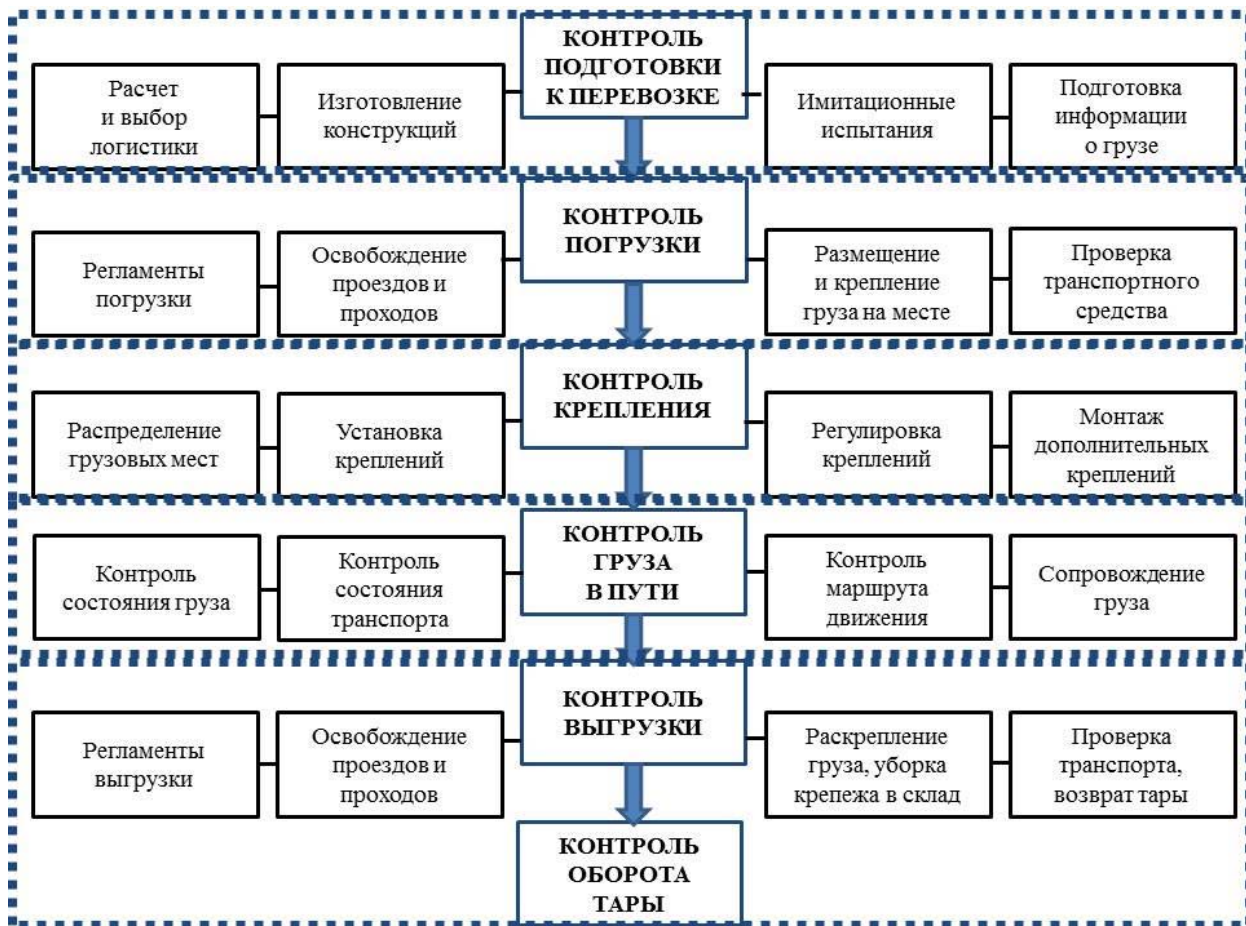 КОНТРОЛЬ
ПОДГОТОВКИ
К ПЕРЕВОЗКЕ
Расчет
и выбор
логистики
Изготовление
конструкций
Имитационные
испытания
Подготовка
информации
о грузе
КОНТРОЛЬ
ПОГРУЗКИ
Регламенты
погрузки
Освобождение
проездов и
проходов
Размещение
и крепление
груза на месте
Проверка
транспортного
средства
КОНТРОЛЬ
КРЕПЛЕНИЯ
Распределение
грузовых мест
Установка
креплений
Регулировка
креплений
Монтаж
дополнительных
креплений
КОНТРОЛЬ
ГРУЗА
В ПУТИ
Контроль
состояния груза
Контроль
состояния
транспорта
Контроль
маршрута
движения
Сопровождение
груза
КОНТРОЛЬ
ВЫГРУЗКИ
Регламенты
выгрузки
Освобождение
проездов и
проходов
Раскрепление
груза, уборка
крепежа в склад
Проверка
транспорта,
возврат тары
КОНТРОЛЬ
ОБОРОТА
ТАРЫ